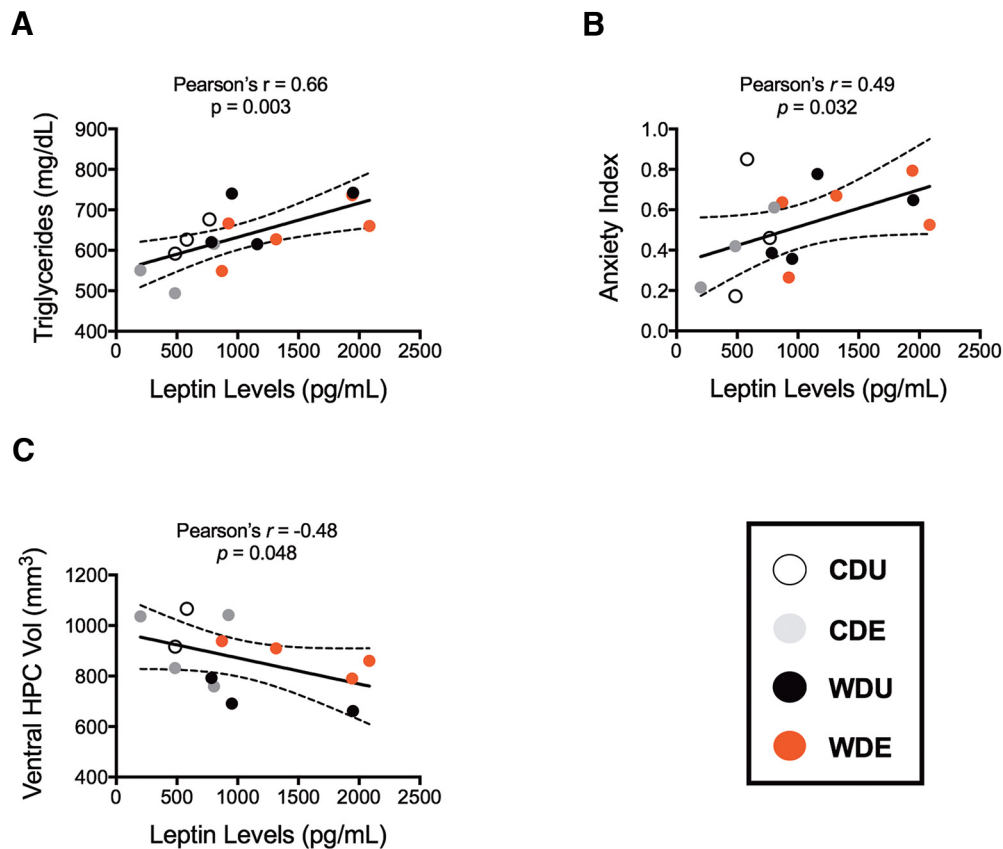 A
Pearson's r = 0.66
p = 0.003
Triglycerides (mg/dL)
900
800
700
600
500
400
0 500 1000 1500 2000 2500
Leptin Levels (pg/mL)
B
Pearson's r = 0.49
p = 0.032
Anxiety Index
1.0
0.8
0.6
0.4
0.2
0.0
0 500 1000 1500 2000 2500
Leptin Levels (pg/mL)
C
Pearson's r = -0.48
p = 0.048
Ventral HPC Vol (mm³)
1200
1000
800
600
400
0 500 1000 1500 2000 2500
Leptin Levels (pg/mL)
CDU
CDE
WDU
WDE